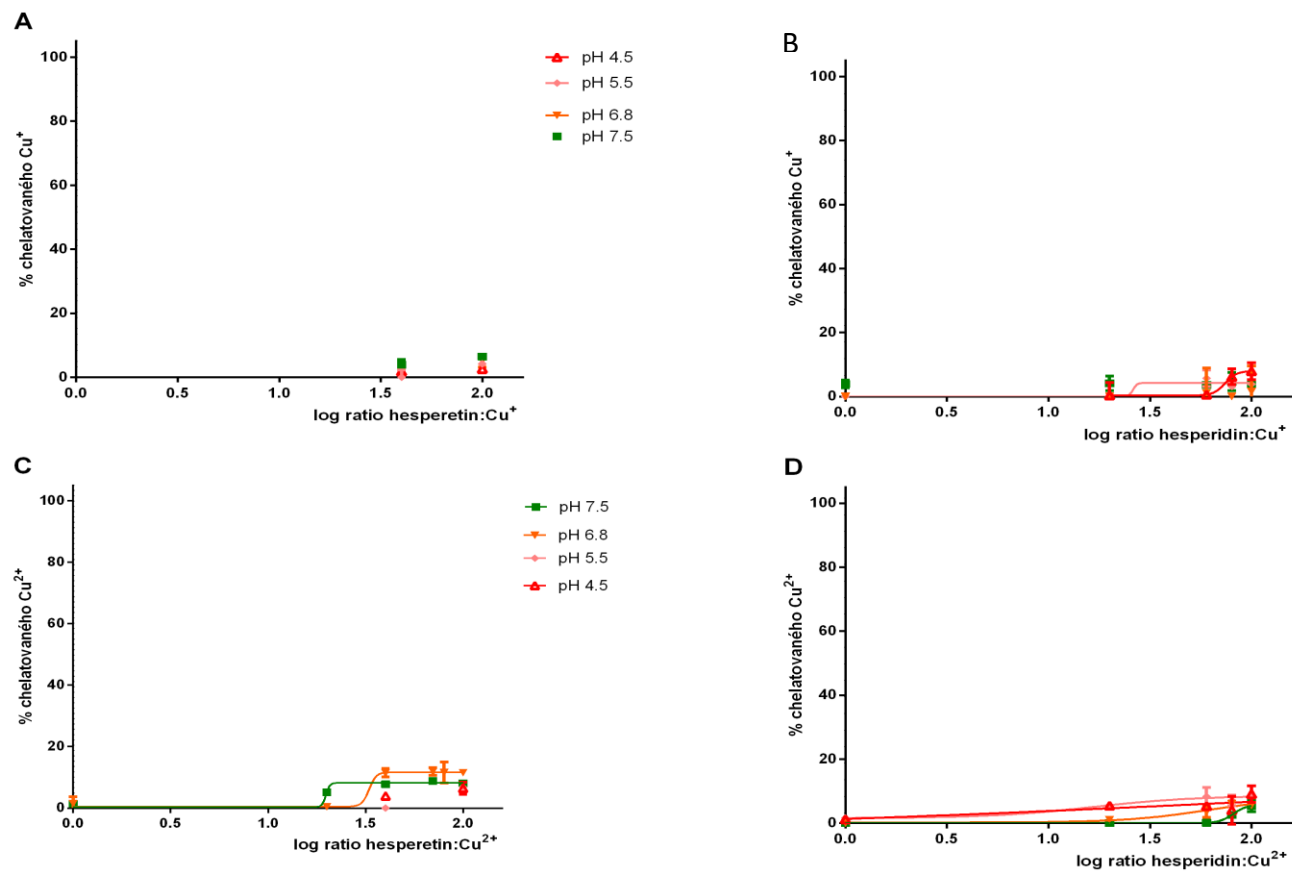 A
100
80
60
40
20
0
0.0 0.5 1.0 1.5 2.0
% chelatovaného Cu⁺
log ratio hesperetin:Cu⁺
pH 4.5
pH 5.5
pH 6.8
pH 7.5
B
100
80
60
40
20
0
0.0 0.5 1.0 1.5 2.0
% chelatovaného Cu⁺
log ratio hesperidin:Cu⁺
C
100
80
60
40
20
0
0.0 0.5 1.0 1.5 2.0
% chelatovaného Cu²⁺
log ratio hesperetin:Cu²⁺
pH 7.5
pH 6.8
pH 5.5
pH 4.5
D
100
80
60
40
20
0
0.0 0.5 1.0 1.5 2.0
% chelatovaného Cu²⁺
log ratio hesperidin:Cu²⁺